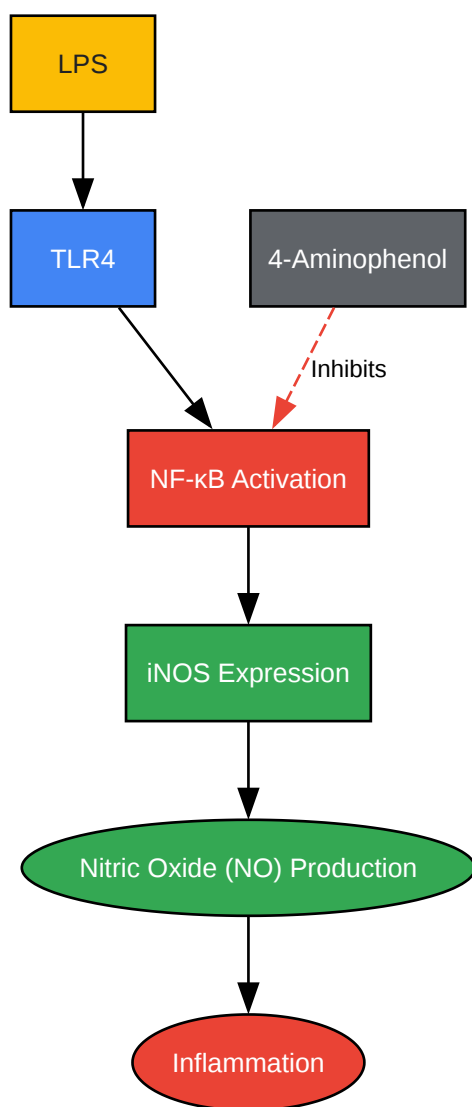 LPS
TLR4
4-Aminophenol
Inhibits
NF-κB Activation
iNOS Expression
Nitric Oxide (NO) Production
Inflammation